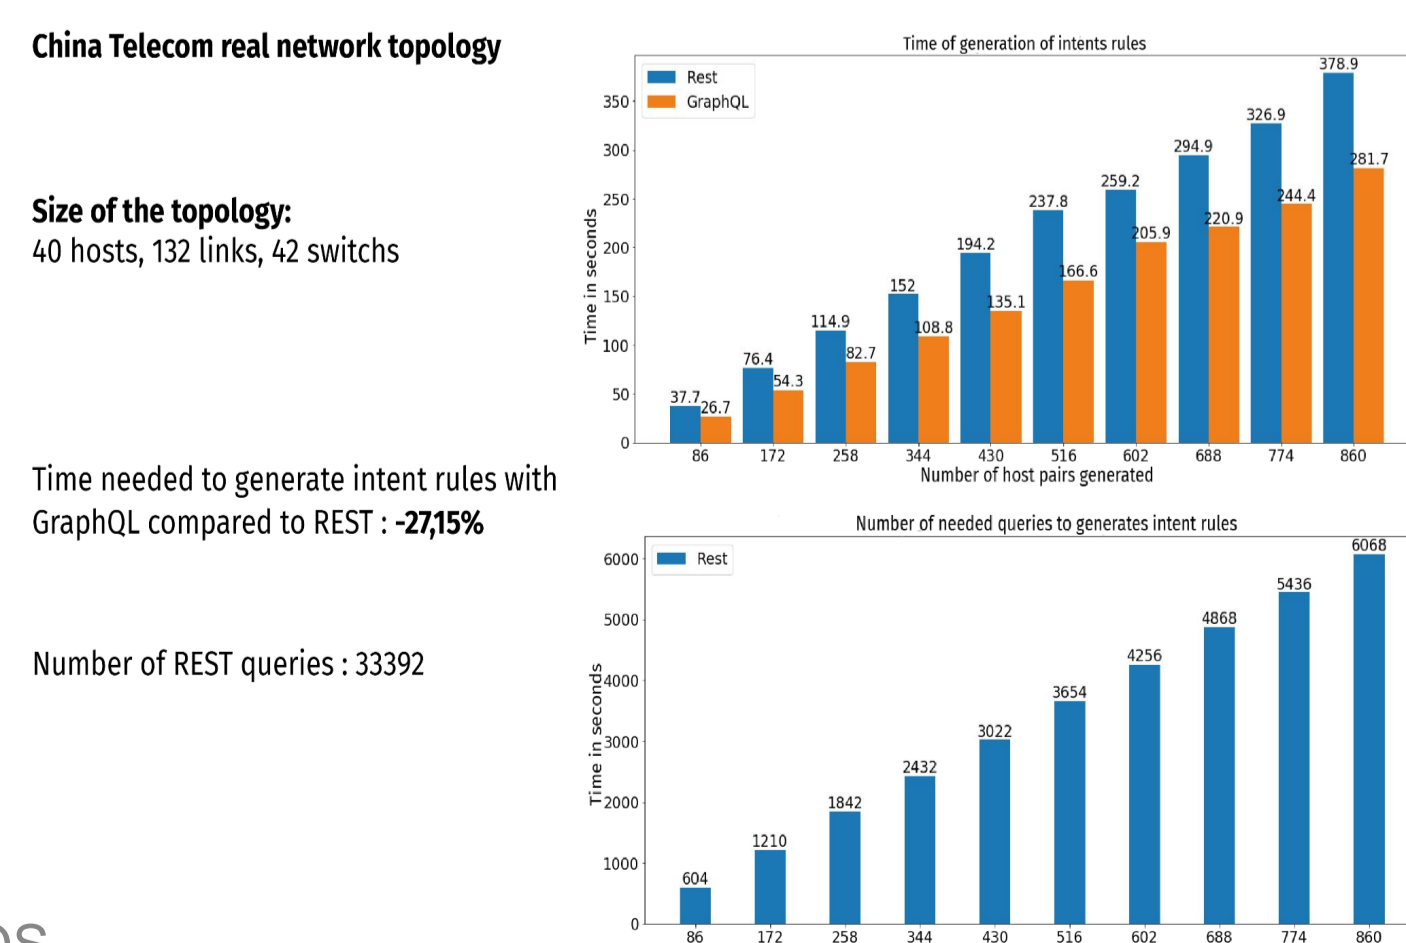 China Telecom real network topology
Size of the topology:
40 hosts, 132 links, 42 switchs
Time needed to generate intent rules with
GraphQL compared to REST : -27,15%
Number of REST queries : 33392
Time of generation of intents rules
Rest
GraphQL
Time in seconds
350
300
250
200
150
100
50
0
37.7 26.7
76.4 54.3
114.9 82.7
152 108.8
194.2 135.1
237.8 166.6
259.2 205.9
294.9 220.9
326.9 244.4
378.9 281.7
86 172 258 344 430 516 602 688 774 860
Number of host pairs generated
Number of needed queries to generates intent rules
Rest
Time in seconds
6000
5000
4000
3000
2000
1000
0
604 1210 1842 2432 3022 3654 4256 4868 5436 6068
86 172 258 344 430 516 602 688 774 860